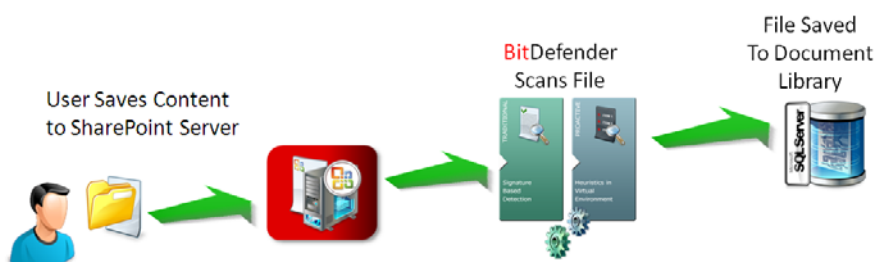 User Saves Content
to SharePoint Server
BitDefender
Scans File
TRADITIONAL
Signature
Based
Detection
PROACTIVE
Heuristics in
Virtual
Environment
File Saved
To Document
Library
Microsoft
SQL Server